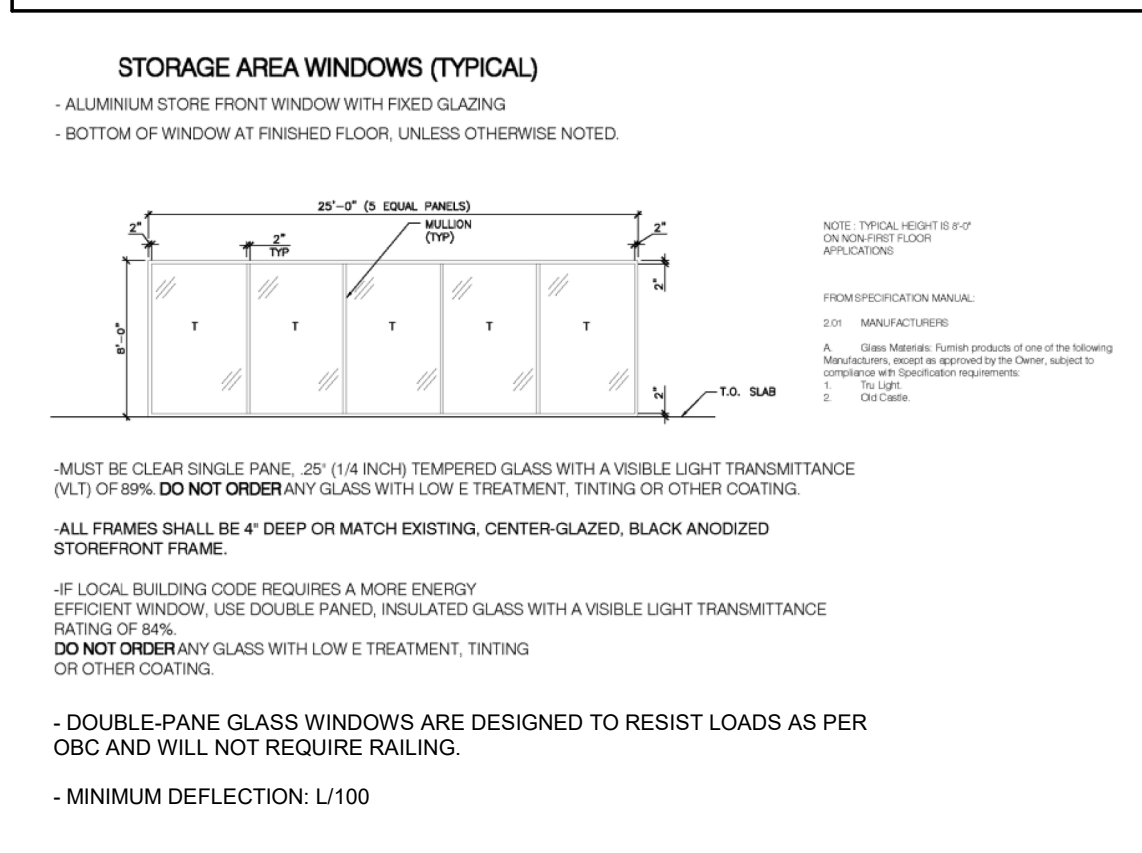 STORAGE AREA WINDOWS (TYPICAL)
- ALUMINIUM STORE FRONT WINDOW WITH FIXED GLAZING
- BOTTOM OF WINDOW AT FINISHED FLOOR, UNLESS OTHERWISE NOTED.
25'-0" (5 EQUAL PANELS)
2"
2"
TYP
MULLION
(TYP)
2"
8'-0"
T
T
T
T
T
2"
2"
T.O. SLAB
NOTE : TYPICAL HEIGHT IS 8'-0"
ON NON-FIRST FLOOR
APPLICATIONS
FROM SPECIFICATION MANUAL:
2.01 MANUFACTURERS
A. Glass Materials: Furnish products of one of the following
Manufacturers, except as approved by the Owner, subject to
compliance with Specification requirements:
1. Tru Light.
2. Old Castle.
-MUST BE CLEAR SINGLE PANE, .25" (1/4 INCH) TEMPERED GLASS WITH A VISIBLE LIGHT TRANSMITTANCE
(VLT) OF 89%. DO NOT ORDER ANY GLASS WITH LOW E TREATMENT, TINTING OR OTHER COATING.
-ALL FRAMES SHALL BE 4" DEEP OR MATCH EXISTING, CENTER-GLAZED, BLACK ANODIZED
STOREFRONT FRAME.
-IF LOCAL BUILDING CODE REQUIRES A MORE ENERGY
EFFICIENT WINDOW, USE DOUBLE PANED, INSULATED GLASS WITH A VISIBLE LIGHT TRANSMITTANCE
RATING OF 84%.
DO NOT ORDER ANY GLASS WITH LOW E TREATMENT, TINTING
OR OTHER COATING.
- DOUBLE-PANE GLASS WINDOWS ARE DESIGNED TO RESIST LOADS AS PER
OBC AND WILL NOT REQUIRE RAILING.
- MINIMUM DEFLECTION: L/100